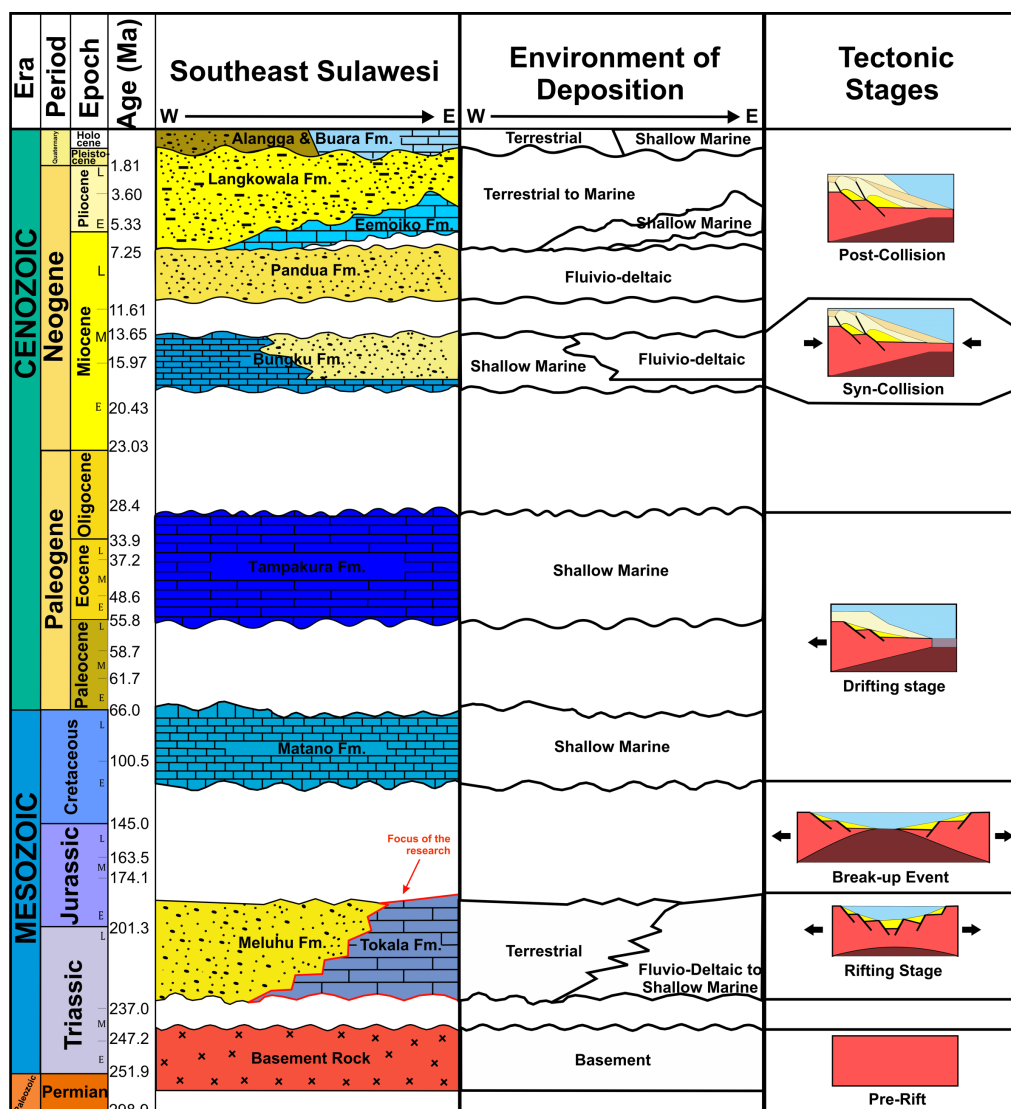 Era
Period
Epoch
Age (Ma)
Southeast Sulawesi
W
E
Environment of
Deposition
W
E
Tectonic
Stages
CENOZOIC
MESOZOIC
Paleozoic
Quaternary
Neogene
Paleogene
Cretaceous
Jurassic
Triassic
Permian
Holo
cene
Pleisto-
cene
Pliocene
L
E
Miocene
L
M
E
Oligocene
Eocene
L
M
E
Paleocene
L
M
E
L
E
L
M
E
L
M
E
1.81
3.60
5.33
7.25
11.61
13.65
15.97
20.43
23.03
28.4
33.9
37.2
48.6
55.8
58.7
61.7
66.0
100.5
145.0
163.5
174.1
201.3
237.0
247.2
251.9
298.9
Alangga & Buara Fm.
Langkowala Fm.
Eemoiko Fm.
Pandua Fm.
Bungku Fm.
Tampakura Fm.
Matano Fm.
Focus of the
research
Meluhu Fm.
Tokala Fm.
Basement Rock
Terrestrial
Shallow Marine
Terrestrial to Marine
Shallow Marine
Fluivio-deltaic
Shallow Marine
Fluivio-deltaic
Shallow Marine
Shallow Marine
Terrestrial
Fluvio-Deltaic to
Shallow Marine
Basement
Post-Collision
Syn-Collision
Drifting stage
Break-up Event
Rifting Stage
Pre-Rift